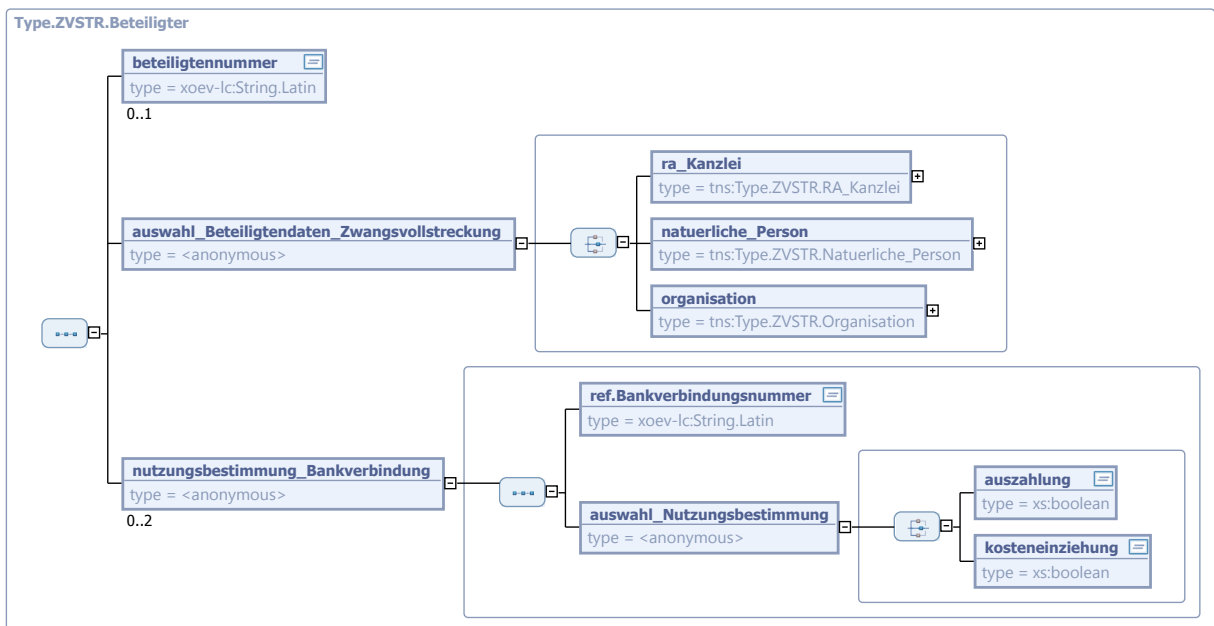 Type.ZVSTR.Beteiligter
beteiligtennummer
type = xoev-lc:String.Latin
0..1
ra_Kanzlei
type = tns:Type.ZVSTR.RA_Kanzlei
auswahl_Beteiligtendaten_Zwangsvollstreckung
type = <anonymous>
natuerliche_Person
type = tns:Type.ZVSTR.Natuerliche_Person
organisation
type = tns:Type.ZVSTR.Organisation
ref.Bankverbindungsnummer
type = xoev-lc:String.Latin
nutzungsbestimmung_Bankverbindung
type = <anonymous>
0..2
auswahl_Nutzungsbestimmung
type = <anonymous>
auszahlung
type = xs:boolean
kosteneinziehung
type = xs:boolean